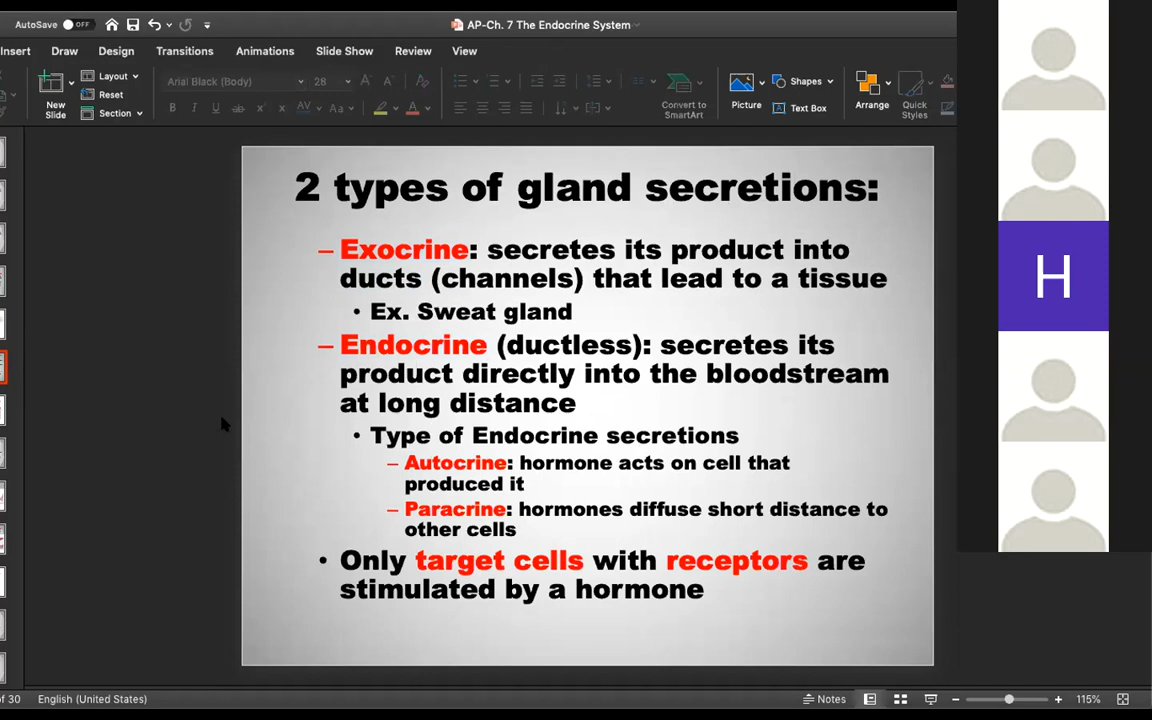 AutoSave OFF
AP-Ch. 7 The Endocrine System
Insert Draw Design Transitions Animations Slide Show Review View
New Slide
Layout
Reset
Section
Arial Black (Body) 28
B I U ab x x AV Aa A
Convert to SmartArt
Picture
Shapes
Text Box
Arrange
Quick Styles
2 types of gland secretions:
– Exocrine: secretes its product into
ducts (channels) that lead to a tissue
• Ex. Sweat gland
– Endocrine (ductless): secretes its
product directly into the bloodstream
at long distance
• Type of Endocrine secretions
– Autocrine: hormone acts on cell that
produced it
– Paracrine: hormones diffuse short distance to
other cells
• Only target cells with receptors are
stimulated by a hormone
H
of 30 English (United States) Notes 115%